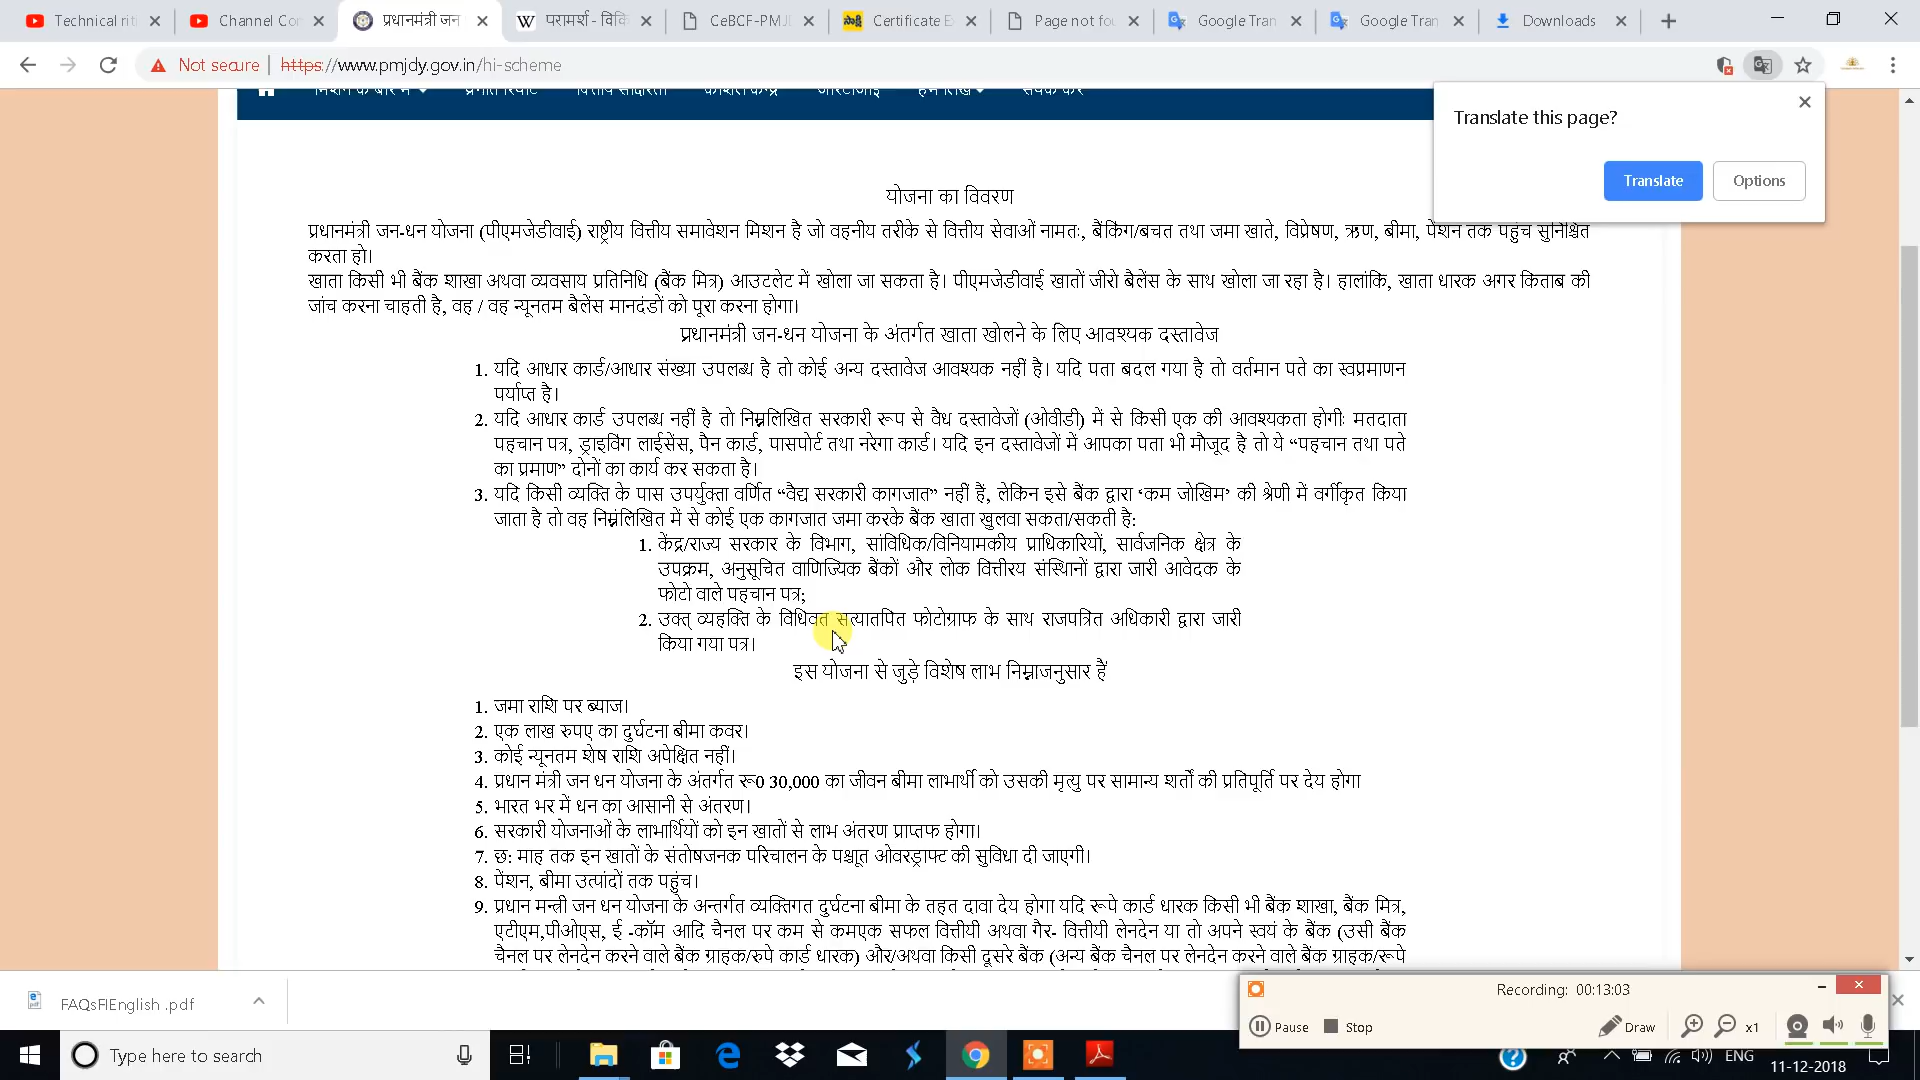 Technical rit
Channel Con
प्रधानमंत्री जन
परामर्श - विकि
CeBCF-PMJD
Certificate E
Page not fou
Google Tran
Google Tran
Downloads
Not secure | https://www.pmjdy.gov.in/hi-scheme
Translate this page?
Translate
Options
योजना का विवरण
प्रधानमंत्री जन-धन योजना (पीएमजेडीवाई) राष्ट्रीय वित्तीय समावेशन मिशन है जो वहनीय तरीके से वित्तीय सेवाओं नामतः, बैंकिंग/बचत तथा जमा खाते, विप्रेषण, ऋण, बीमा, पेंशन तक पहुंच सुनिश्चित
करता हो।
खाता किसी भी बैंक शाखा अथवा व्यवसाय प्रतिनिधि (बैंक मित्र) आउटलेट में खोला जा सकता है। पीएमजेडीवाई खातों जीरो बैलेंस के साथ खोला जा रहा है। हालांकि, खाता धारक अगर किताब की
जांच करना चाहती है, वह / वह न्यूनतम बैलेंस मानदंडों को पूरा करना होगा।
प्रधानमंत्री जन-धन योजना के अंतर्गत खाता खोलने के लिए आवश्यक दस्तावेज
1. यदि आधार कार्ड/आधार संख्या उपलब्ध है तो कोई अन्य दस्तावेज आवश्यक नहीं है। यदि पता बदल गया है तो वर्तमान पते का स्वप्रमाणन
पर्याप्त है।
2. यदि आधार कार्ड उपलब्ध नहीं है तो निम्नलिखित सरकारी रूप से वैध दस्तावेजों (ओवीडी) में से किसी एक की आवश्यकता होगीः मतदाता
पहचान पत्र, ड्राइविंग लाईसेंस, पैन कार्ड, पासपोर्ट तथा नरेगा कार्ड। यदि इन दस्तावेजों में आपका पता भी मौजूद है तो ये “पहचान तथा पते
का प्रमाण” दोनों का कार्य कर सकता है।
3. यदि किसी व्यक्ति के पास उपर्युक्ता वर्णित “वैद्य सरकारी कागजात” नहीं हैं, लेकिन इसे बैंक द्वारा ‘कम जोखिम’ की श्रेणी में वर्गीकृत किया
जाता है तो वह निम्नंलिखित में से कोई एक कागजात जमा करके बैंक खाता खुलवा सकता/सकती है:
1. केंद्र/राज्य सरकार के विभाग, सांविधिक/विनियामकीय प्राधिकारियों, सार्वजनिक क्षेत्र के
उपक्रम, अनुसूचित वाणिज्यिक बैंकों और लोक वित्तीरय संस्थानों द्वारा जारी आवेदक के
फोटो वाले पहचान पत्र;
2. उक्त् व्यहक्ति के विधिवत सत्यातपित फोटोग्राफ के साथ राजपत्रित अधिकारी द्वारा जारी
किया गया पत्र।
इस योजना से जुड़े विशेष लाभ निम्नाजनुसार हैं
1. जमा राशि पर ब्याज।
2. एक लाख रुपए का दुर्घटना बीमा कवर।
3. कोई न्यूनतम शेष राशि अपेक्षित नहीं।
4. प्रधान मंत्री जन धन योजना के अंतर्गत रू0 30,000 का जीवन बीमा लाभार्थी को उसकी मृत्यु पर सामान्य शर्तों की प्रतिपूर्ति पर देय होगा
5. भारत भर में धन का आसानी से अंतरण।
6. सरकारी योजनाओं के लाभार्थियों को इन खातों से लाभ अंतरण प्राप्तफ होगा।
7. छः माह तक इन खातों के संतोषजनक परिचालन के पश्चात ओवरड्राफ्ट की सुविधा दी जाएगी।
8. पेंशन, बीमा उत्पांदों तक पहुंच।
9. प्रधान मन्त्री जन धन योजना के अन्तर्गत व्यक्तिगत दुर्घटना बीमा के तहत दावा देय होगा यदि रूपे कार्ड धारक किसी भी बैंक शाखा, बैंक मित्र,
एटीएम,पीओएस, ई -कॉम आदि चैनल पर कम से कमएक सफल वित्तीयी अथवा गैर- वित्तीयी लेनदेन या तो अपने स्वयं के बैंक (उसी बैंक
चैनल पर लेनदेन करने वाले बैंक ग्राहक/रुपे कार्ड धारक) और/अथवा किसी दूसरे बैंक (अन्य बैंक चैनल पर लेनदेन करने वाले बैंक ग्राहक/रूपे
FAQsFIEnglish .pdf
Recording: 00:13:03
Pause
Stop
Draw
x1
Type here to search
ENG
11-12-2018